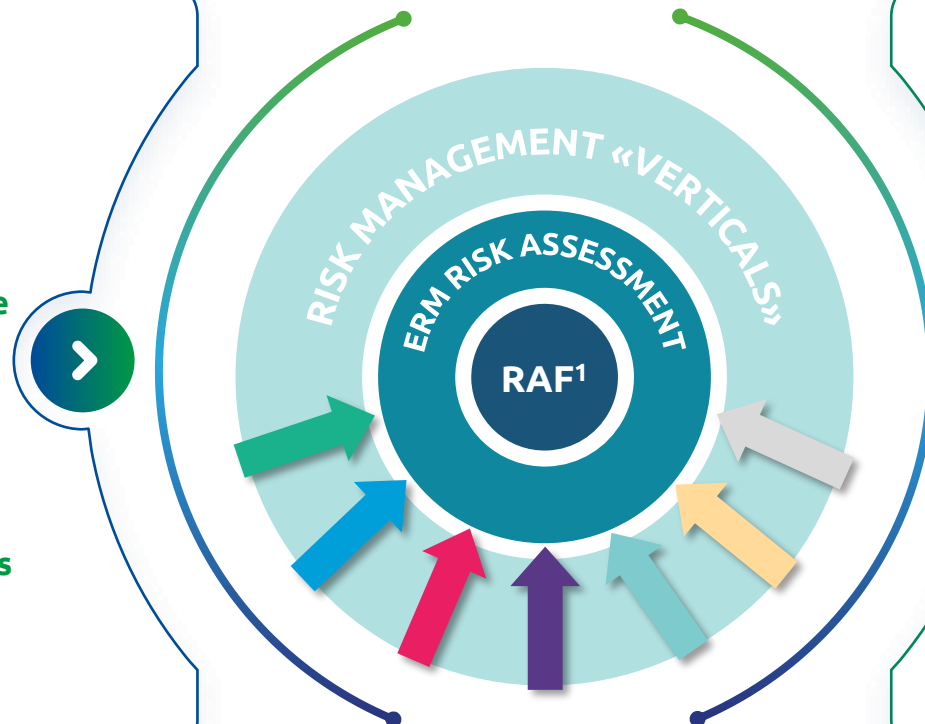 RISK MANAGEMENT «VERTICALS»
ERM RISK ASSESSMENT
RAF¹
e
s